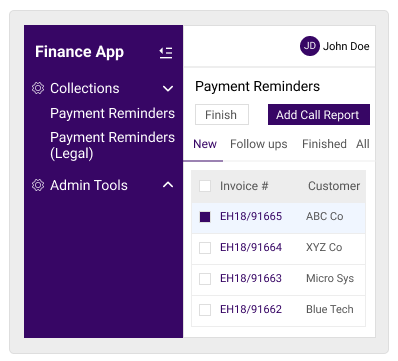 Finance App
JD John Doe
Collections
Payment Reminders
Payment Reminders
(Legal)
Admin Tools
Payment Reminders
Finish Add Call Report
New Follow ups Finished All
Invoice # Customer
EH18/91665 ABC Co
EH18/91664 XYZ Co
EH18/91663 Micro Sys
EH18/91662 Blue Tech